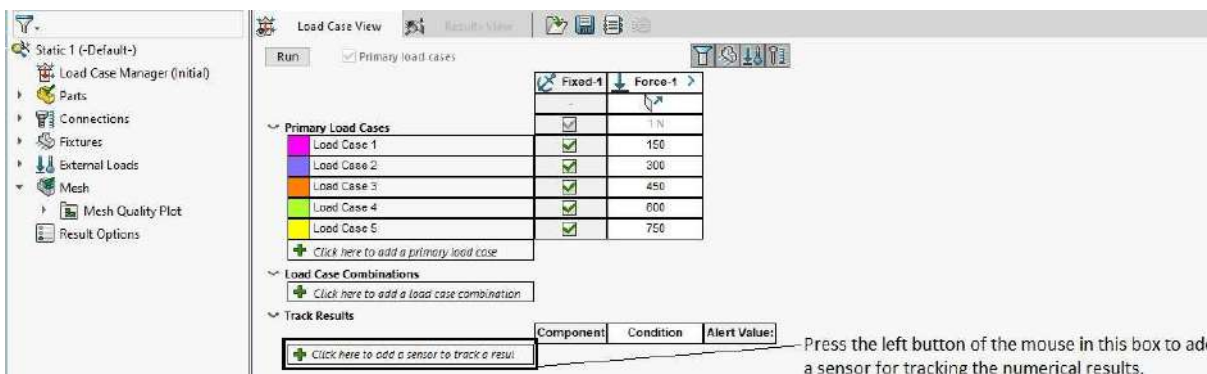 Static 1 (-Default-)
Load Case Manager (Initial)
Parts
Connections
Fixtures
External Loads
Mesh
Mesh Quality Plot
Result Options
Load Case View
Results View
Run
Primary load cases
Fixed-1 Force-1 >
-
1 N
Primary Load Cases
Load Case 1 150
Load Case 2 300
Load Case 3 450
Load Case 4 600
Load Case 5 750
Click here to add a primary load case
Load Case Combinations
Click here to add a load case combination
Track Results
Component Condition Alert Value:
Click here to add a sensor to track a resul
Press the left button of the mouse in this box to add
a sensor for tracking the numerical results.